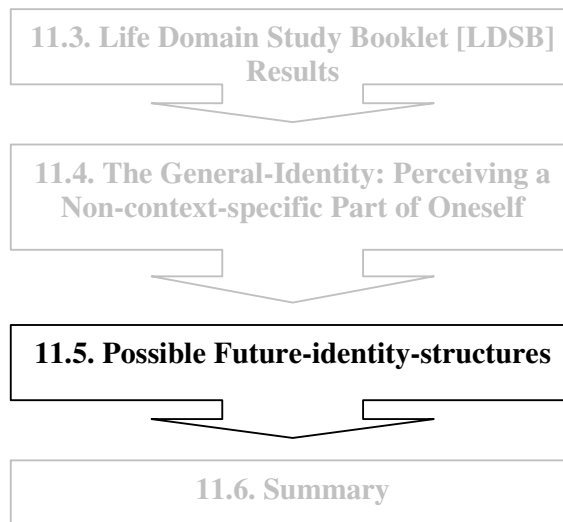 11.3. Life Domain Study Booklet [LDSB]
Results
11.4. The General-Identity: Perceiving a
Non-context-specific Part of Oneself
11.5. Possible Future-identity-structures
11.6. Summary